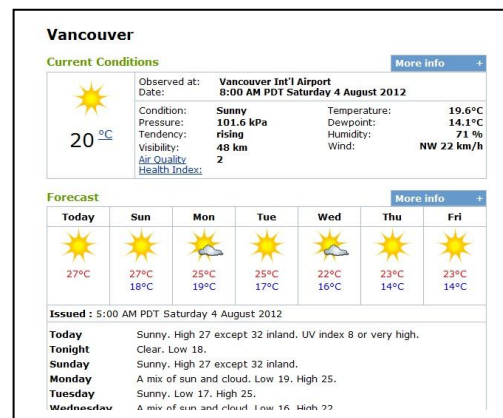 Vancouver
Current Conditions More info +
Observed at: Vancouver Int'l Airport
Date: 8:00 AM PDT Saturday 4 August 2012
Condition: Sunny Temperature: 19.6°C
Pressure: 101.6 kPa Dewpoint: 14.1°C
Tendency: rising Humidity: 71 %
Visibility: 48 km Wind: NW 22 km/h
Air Quality Health Index: 2
20 °C
Forecast More info +
Today Sun Mon Tue Wed Thu Fri
27°C 27°C 25°C 25°C 22°C 23°C 23°C
18°C 19°C 17°C 16°C 14°C 14°C
Issued : 5:00 AM PDT Saturday 4 August 2012
Today Sunny. High 27 except 32 inland. UV index 8 or very high.
Tonight Clear. Low 18.
Sunday Sunny. High 27 except 32 inland.
Monday A mix of sun and cloud. Low 19. High 25.
Tuesday Sunny. Low 17. High 25.
Wednesday A mix of sun and cloud. Low 16. High 22